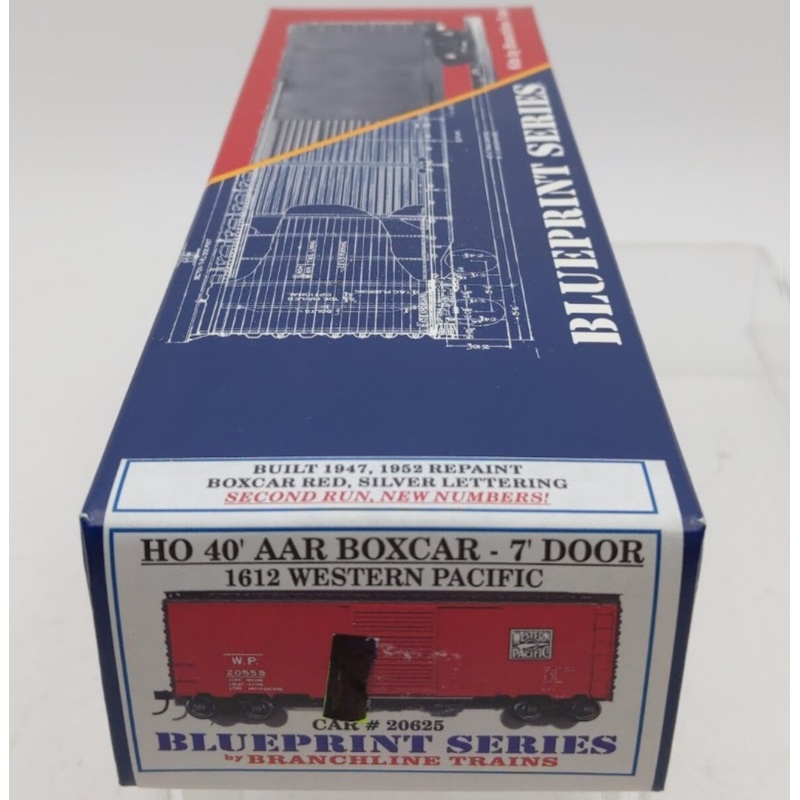 BLUEPRINT SERIES
BUILT 1947, 1952 REPAINT
BOXCAR RED, SILVER LETTERING
SECOND RUN, NEW NUMBERS!
HO 40' AAR BOXCAR - 7' DOOR
1612 WESTERN PACIFIC
WESTERN
PACIFIC
W.P.
20558
CAR # 20625
BLUEPRINT SERIES
by BRANCHLINE TRAINS